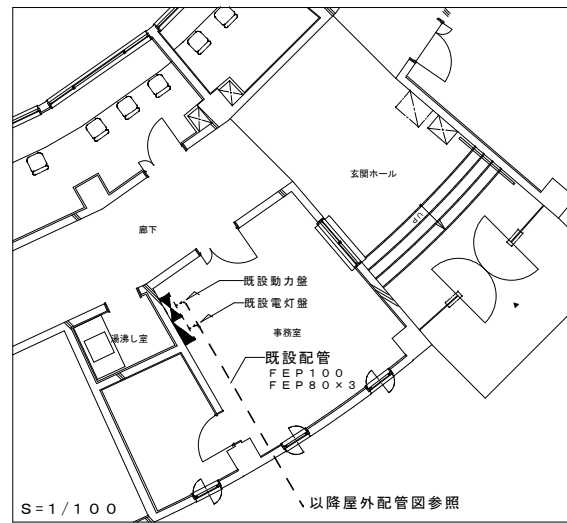 玄関ホール
UP
廊下
既設動力盤
既設電灯盤
湯沸し室
事務室
既設配管
FEP100
FEP80×3
S=1/100
以降屋外配管図参照